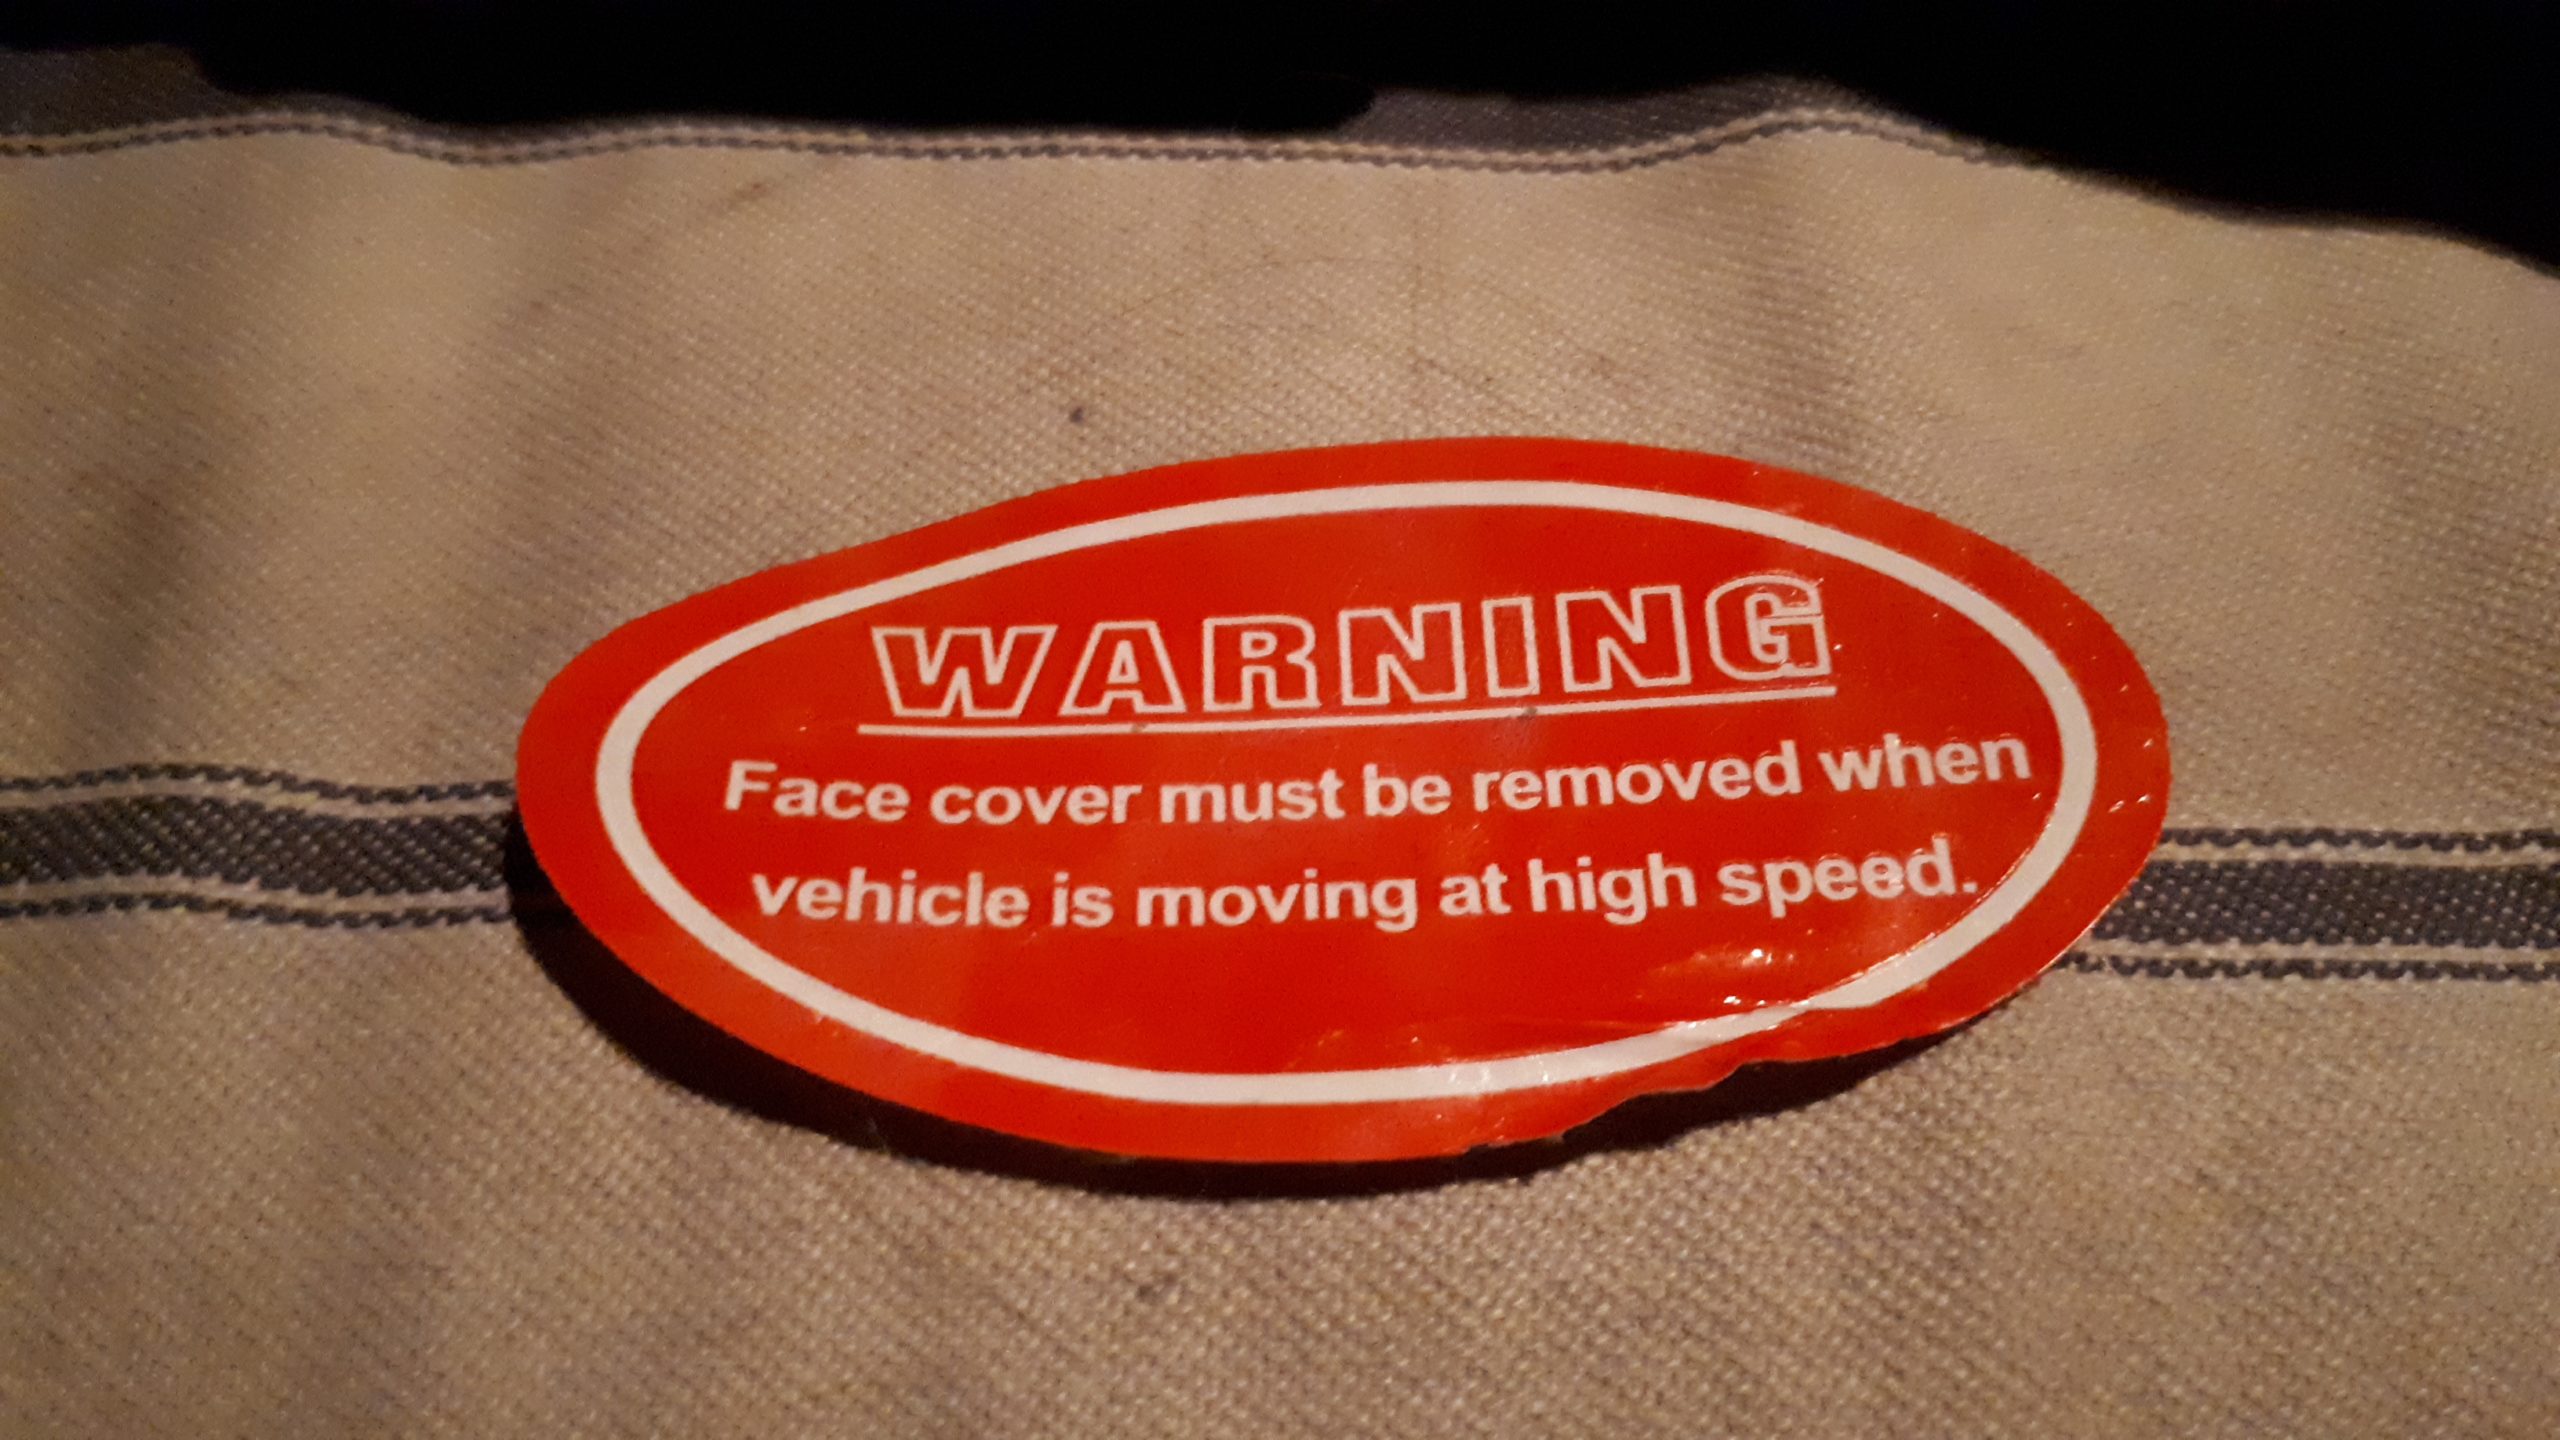 WARNING
Face cover must be removed when
vehicle is moving at high speed.